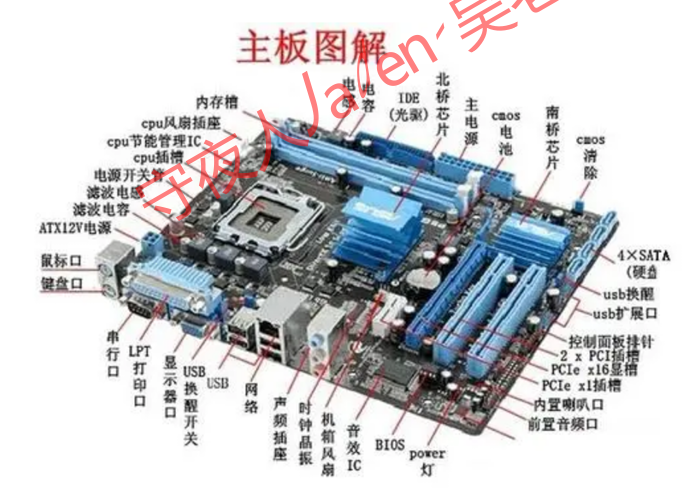 主板图解
守夜人/a/en·吴老
内存槽
cpu风扇插座
cpu节能管理IC
cpu插槽
电源开关管
滤波电感
滤波电容
ATX12V电源
鼠标口
键盘口
电感
电容
IDE
(光驱)
北桥芯片
主电源
cmos电池
南桥芯片
cmos清除
4×SATA
(硬盘
usb换醒
usb扩展口
控制面板排针
2 x PCI插槽
PCIe x16显槽
PCIe x1插槽
内置喇叭口
前置音频口
串行口
LPT打印口
显示器口
USB换醒开关
USB
网络
声频插座
时钟晶振
机箱风扇
音效IC
BIOS
power灯